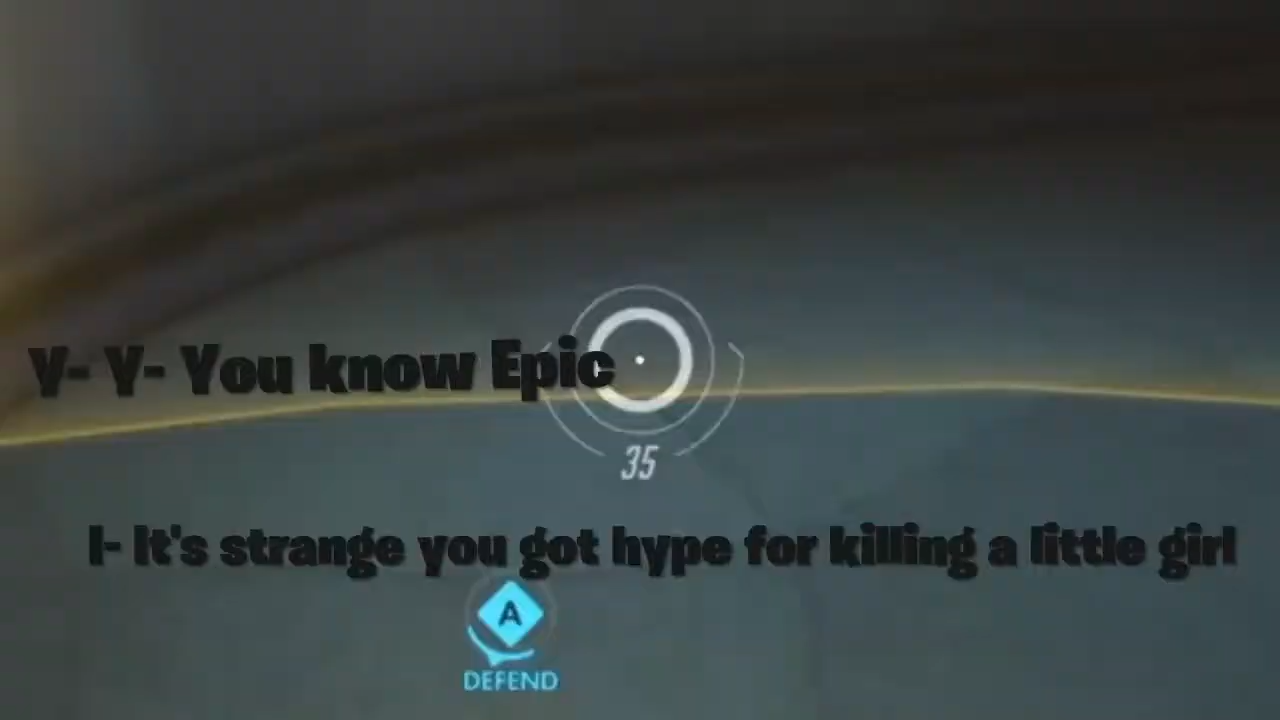 Y- Y- You know Epic
35
I- It's strange you got hype for killing a little girl
A
DEFEND